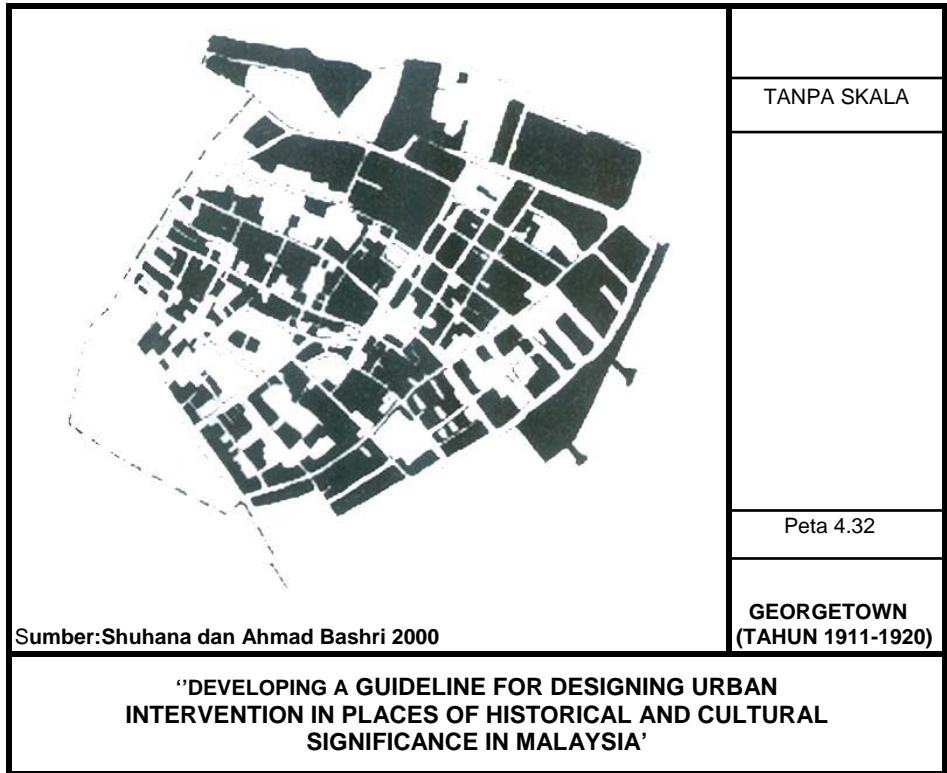 TANPA SKALA
Peta 4.32
GEORGETOWN
(TAHUN 1911-1920)
Sumber:Shuhana dan Ahmad Bashri 2000
‘’DEVELOPING A GUIDELINE FOR DESIGNING URBAN
INTERVENTION IN PLACES OF HISTORICAL AND CULTURAL
SIGNIFICANCE IN MALAYSIA’